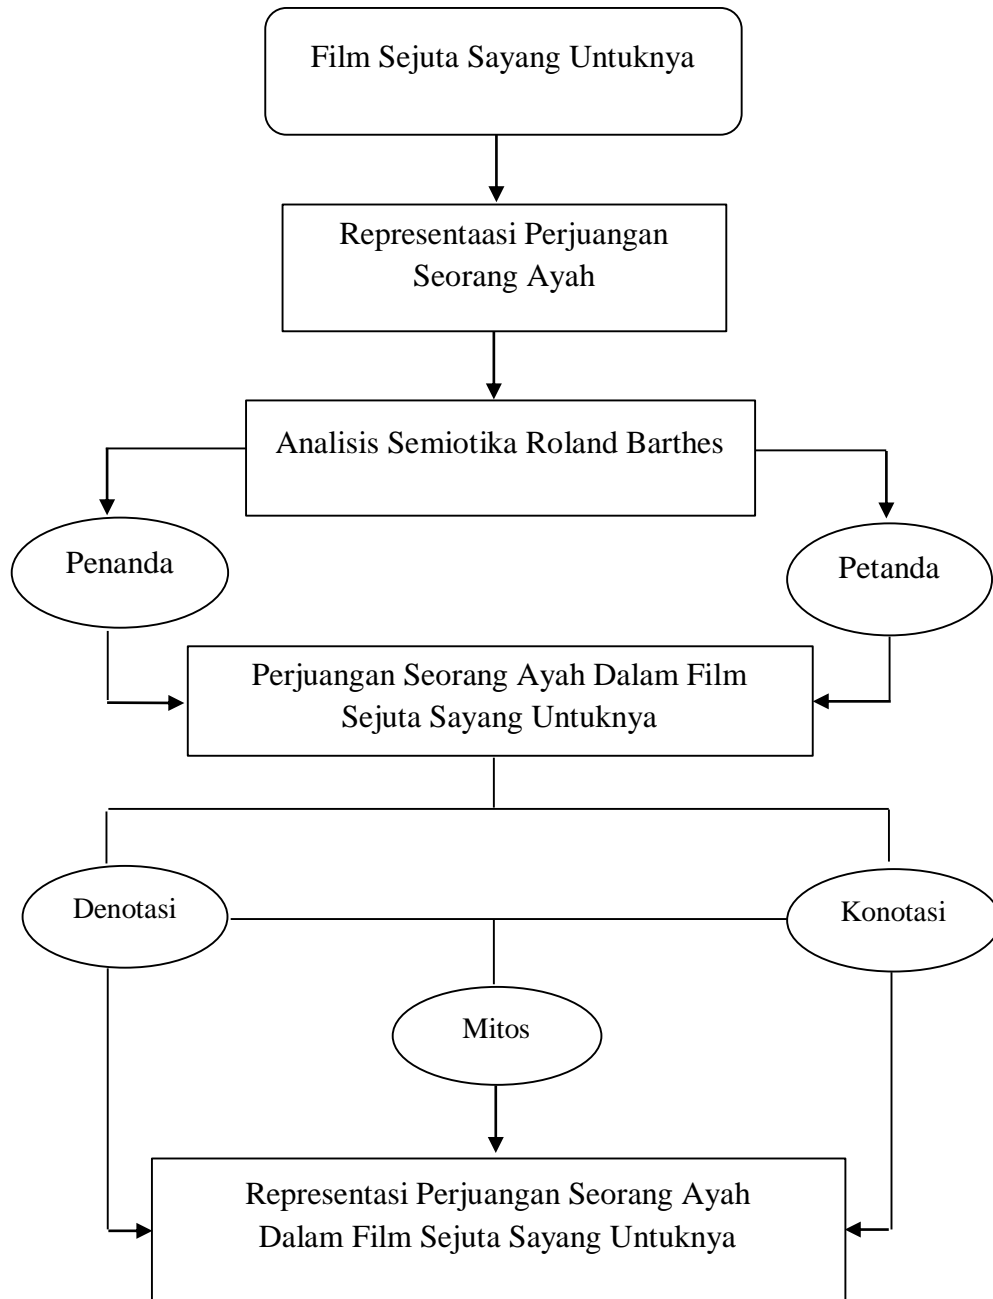 Film Sejuta Sayang Untuknya
Representaasi Perjuangan
Seorang Ayah
Analisis Semiotika Roland Barthes
Penanda
Petanda
Perjuangan Seorang Ayah Dalam Film
Sejuta Sayang Untuknya
Denotasi
Konotasi
Mitos
Representasi Perjuangan Seorang Ayah
Dalam Film Sejuta Sayang Untuknya